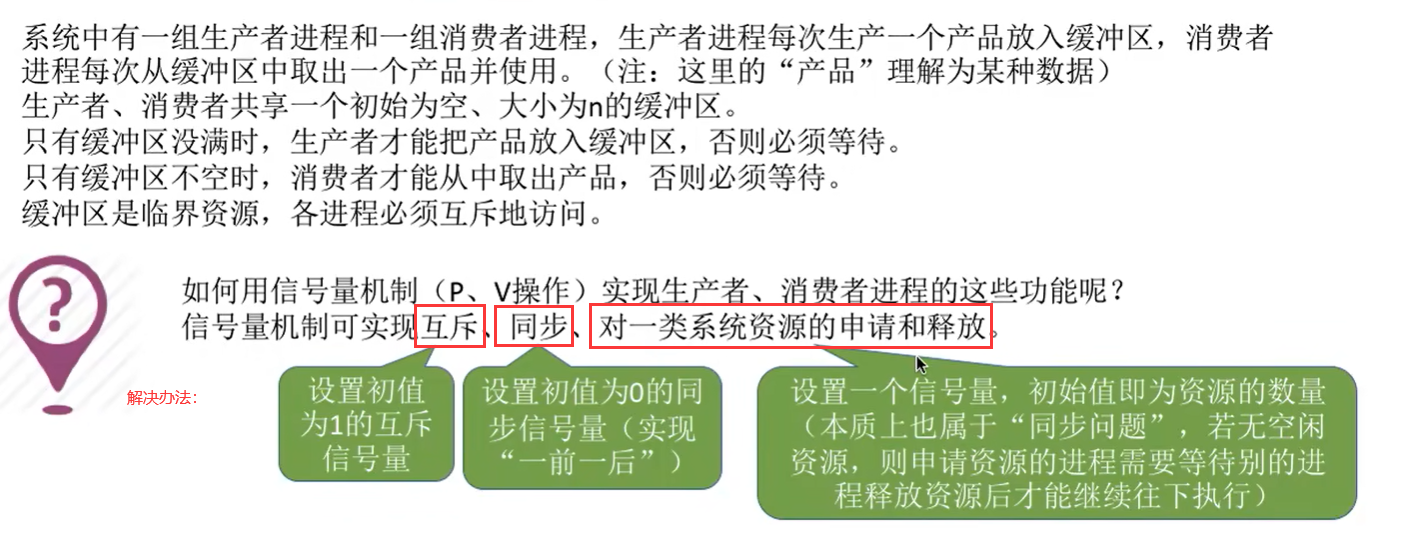 系统中有一组生产者进程和一组消费者进程，生产者进程每次生产一个产品放入缓冲区，消费者
进程每次从缓冲区中取出一个产品并使用。（注：这里的“产品”理解为某种数据）
生产者、消费者共享一个初始为空、大小为n的缓冲区。
只有缓冲区没满时，生产者才能把产品放入缓冲区，否则必须等待。
只有缓冲区不空时，消费者才能从中取出产品，否则必须等待。
缓冲区是临界资源，各进程必须互斥地访问。
?
如何用信号量机制（P、V操作）实现生产者、消费者进程的这些功能呢？
信号量机制可实现互斥、同步、对一类系统资源的申请和释放。
解决办法：
设置初值
为1的互斥
信号量
设置初值为0的同
步信号量（实现
“一前一后”）
设置一个信号量，初始值即为资源的数量
（本质上也属于“同步问题”，若无空闲
资源，则申请资源的进程需要等待别的进
程释放资源后才能继续往下执行）